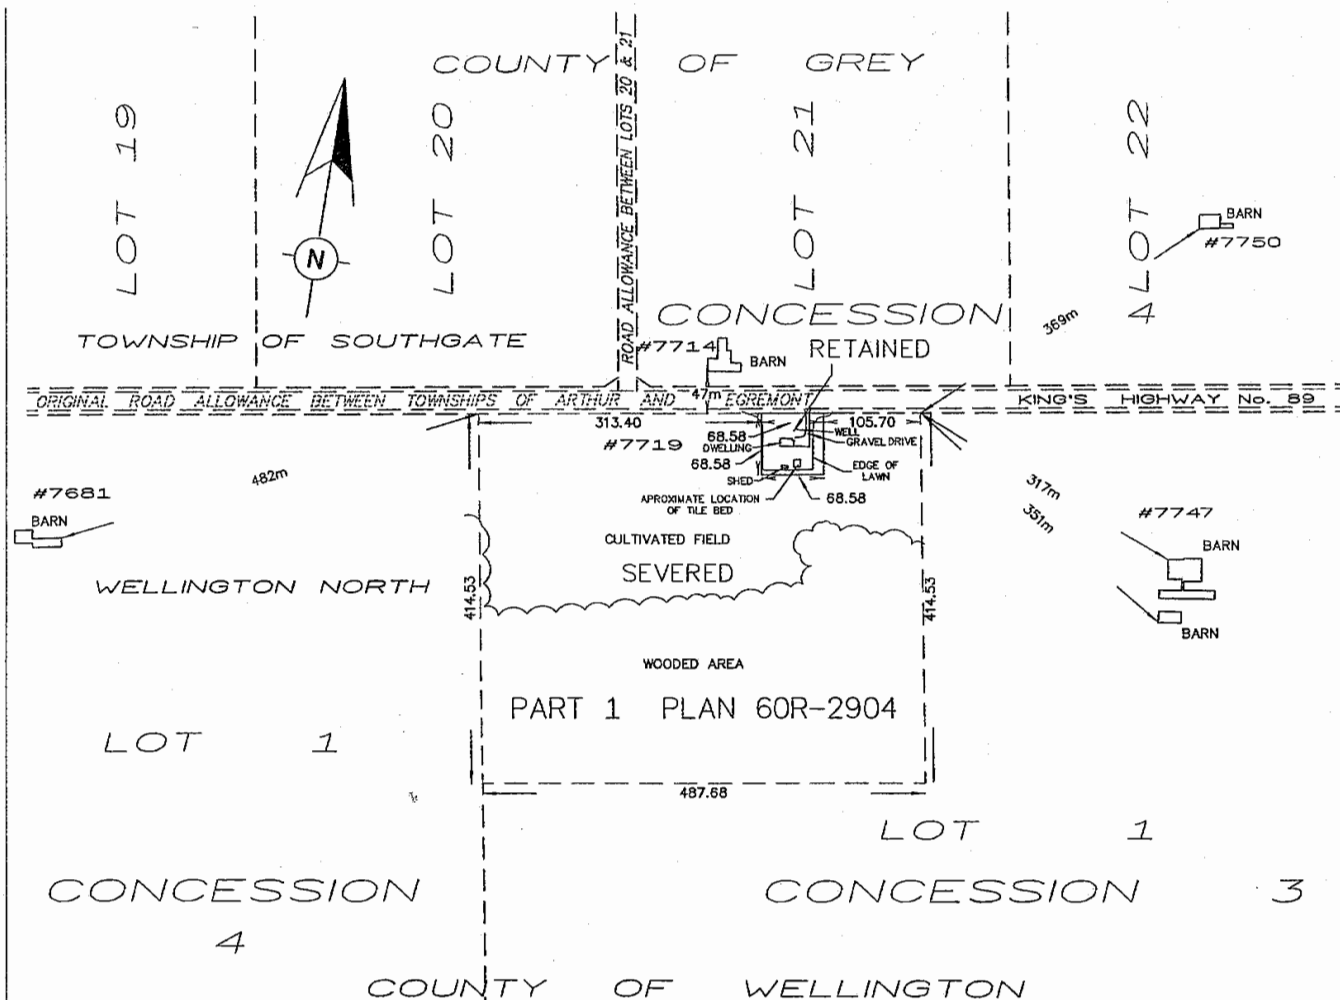 COUNTY OF GREY
LOT 19
LOT 20
ROAD ALLOWANCE BETWEEN LOTS 20 & 21
LOT 21
LOT 22
N
BARN
#7750
CONCESSION 4
369m
TOWNSHIP OF SOUTHGATE
#7714
BARN
RETAINED
47m
ORIGINAL ROAD ALLOWANCE BETWEEN TOWNSHIPS OF ARTHUR AND EGREMONT
KING'S HIGHWAY No. 89
313.40
68.58
105.70
WELL
#7719
DWELLING
GRAVEL DRIVE
68.58
EDGE OF
LAWN
SHED
APROXIMATE LOCATION
OF TILE BED
68.58
482m
#7681
BARN
317m
351m
#7747
BARN
BARN
CULTIVATED FIELD
SEVERED
WELLINGTON NORTH
414.53
414.53
WOODED AREA
PART 1 PLAN 60R-2904
LOT 1
487.68
LOT 1
CONCESSION
4
CONCESSION 3
COUNTY OF WELLINGTON